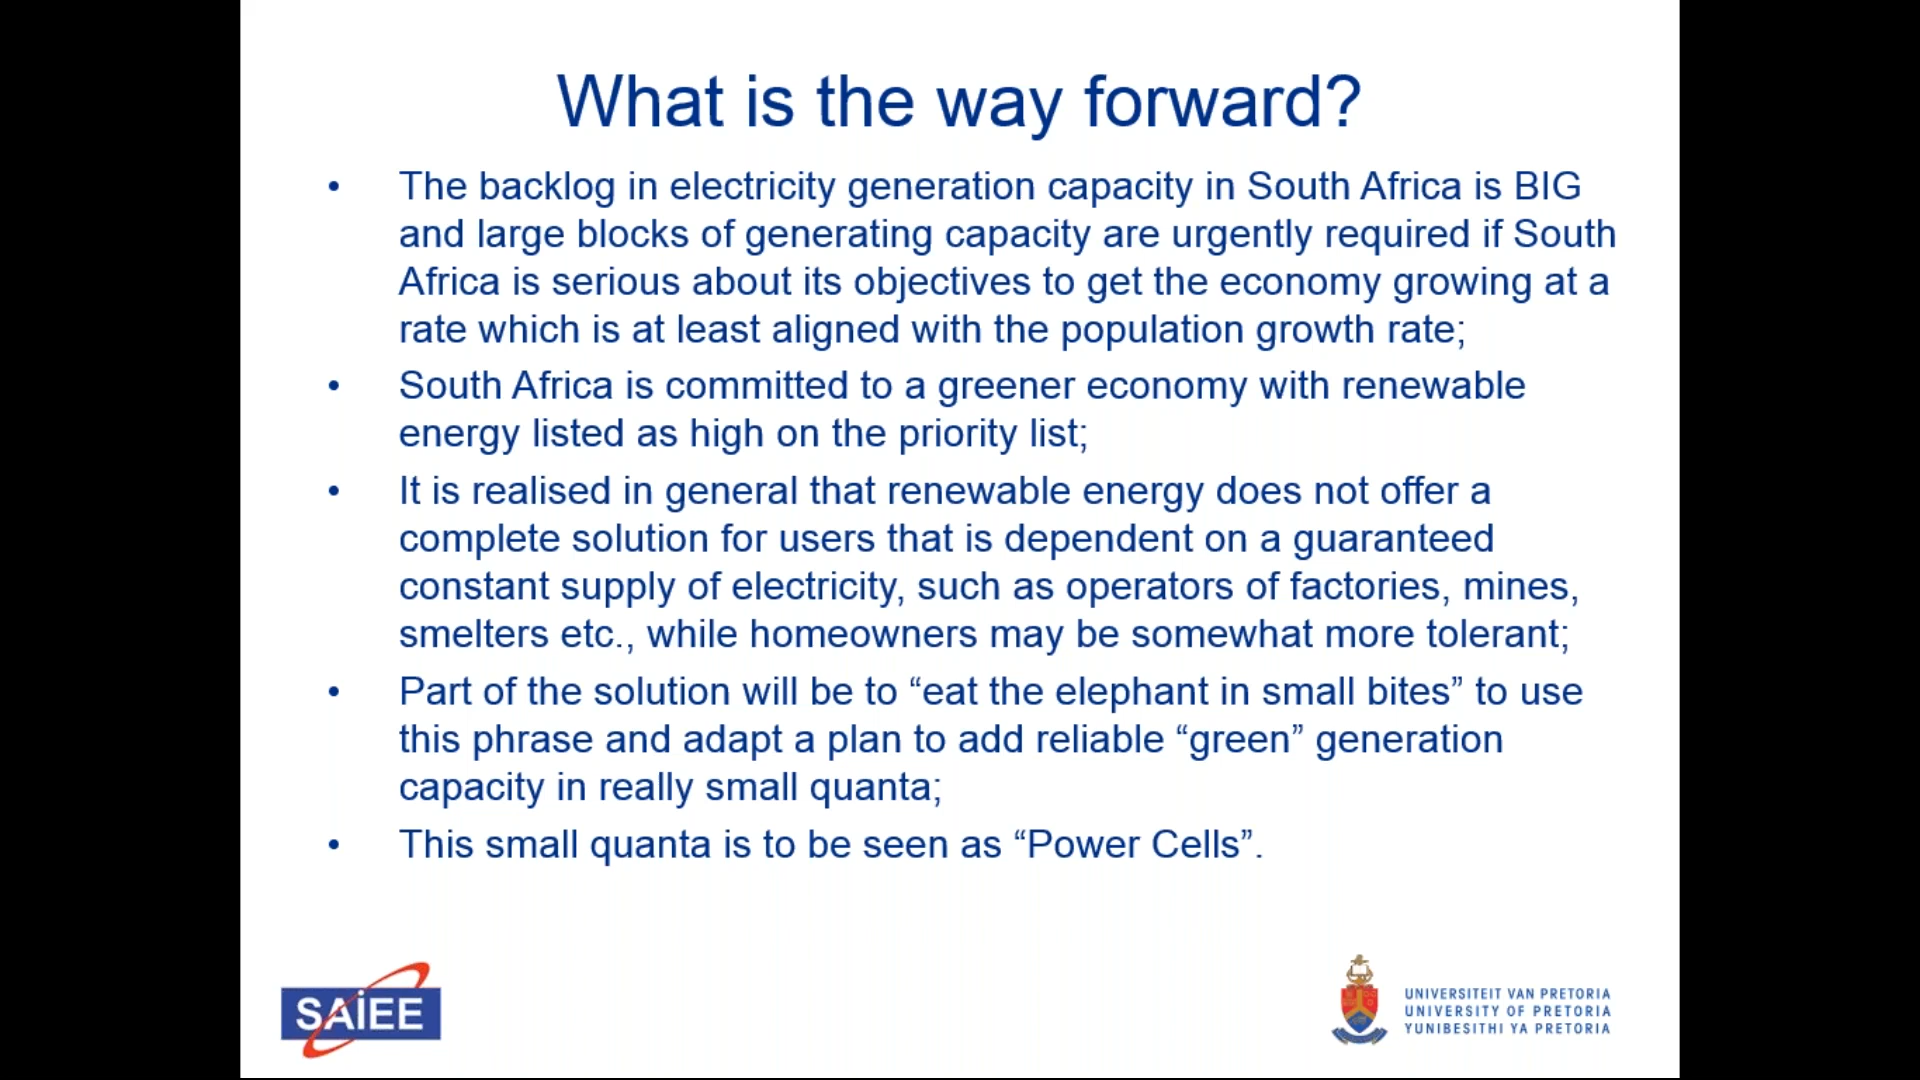 What is the way forward?
• The backlog in electricity generation capacity in South Africa is BIG
and large blocks of generating capacity are urgently required if South
Africa is serious about its objectives to get the economy growing at a
rate which is at least aligned with the population growth rate;
• South Africa is committed to a greener economy with renewable
energy listed as high on the priority list;
• It is realised in general that renewable energy does not offer a
complete solution for users that is dependent on a guaranteed
constant supply of electricity, such as operators of factories, mines,
smelters etc., while homeowners may be somewhat more tolerant;
• Part of the solution will be to “eat the elephant in small bites” to use
this phrase and adapt a plan to add reliable “green” generation
capacity in really small quanta;
• This small quanta is to be seen as “Power Cells”.
SAiEE
UNIVERSITEIT VAN PRETORIA
UNIVERSITY OF PRETORIA
YUNIBESITHI YA PRETORIA